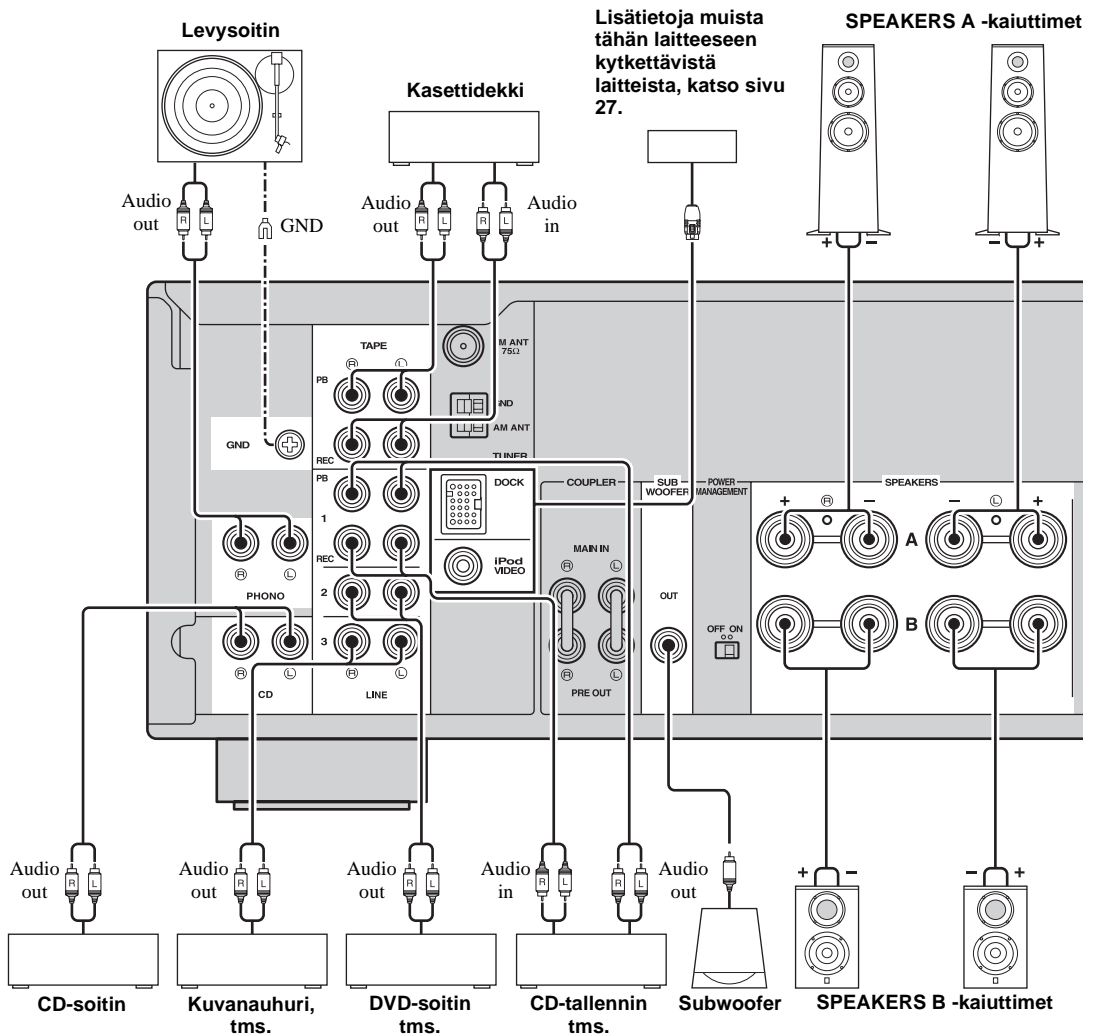 Levysoitin
Kasettidekki
Lisätietoja muista
tähän laitteeseen
kytkettävistä
laitteista, katso sivu
27.
SPEAKERS A -kaiuttimet
Audio
out
R L
GND
Audio
out
R L
R L
Audio
in
+ −
− +
TAPE
R L
PB
REC
M ANT
75Ω
GND
AM ANT
TUNER
GND
PB
1
REC
2
3
R L
LINE
R L
PHONO
R L
CD
DOCK
iPod
VIDEO
COUPLER
MAIN IN
R L
R L
PRE OUT
SUB
WOOFER
OUT
POWER
MANAGEMENT
OFF ON
SPEAKERS
+ R −
− L +
A
B
Audio
out
R L
Audio
out
R L
Audio
out
R L
Audio
in
R L
R L
Audio
out
+ −
− +
CD-soitin
Kuvanauhuri,
tms.
DVD-soitin
tms.
CD-tallennin
tms.
Subwoofer
SPEAKERS B -kaiuttimet